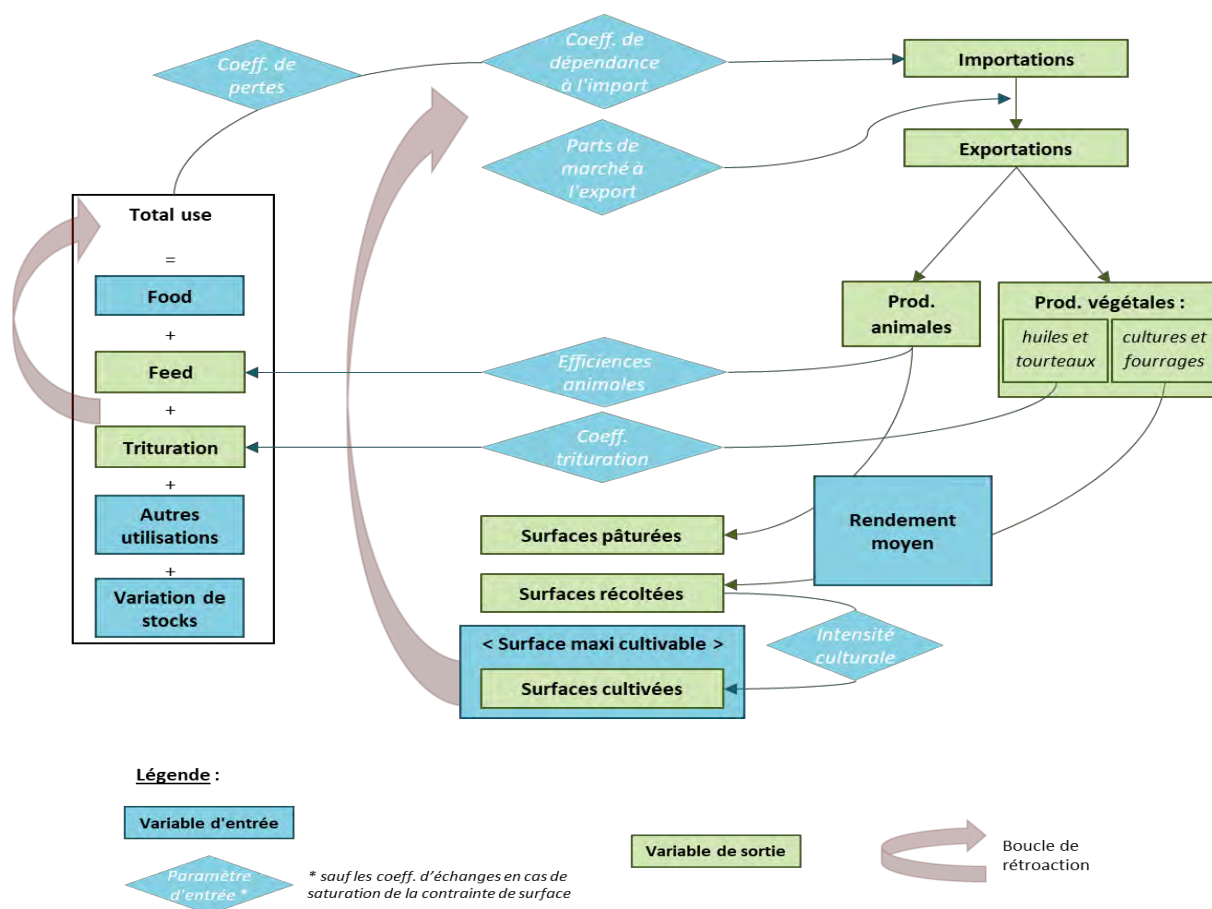 Coeff. de
pertes
Coeff. de
dépendance
à l'import
Importations
Parts de
marché à
l'export
Exportations
Total use
=
Food
+
Feed
+
Trituration
+
Autres
utilisations
+
Variation de
stocks
Prod.
animales
Prod. végétales :
huiles et
tourteaux
cultures et
fourrages
Efficiences
animales
Coeff.
trituration
Rendement
moyen
Surfaces pâturées
Surfaces récoltées
Intensité
culturale
< Surface maxi cultivable >
Surfaces cultivées
Légende :
Variable d'entrée
Variable de sortie
Boucle de
rétroaction
Paramètre
d'entrée *
* sauf les coeff. d'échanges en cas de
saturation de la contrainte de surface